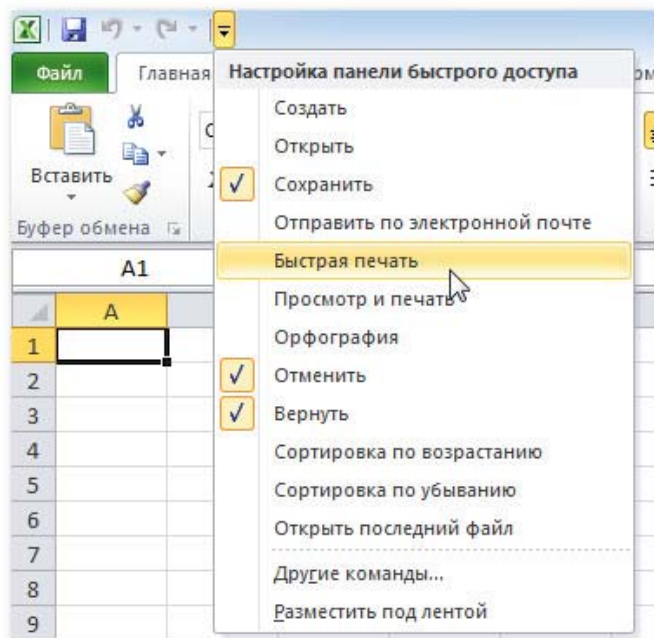 Файл
Главная
Вставить
Буфер обмена
A1
A
1
2
3
4
5
6
7
8
9
Настройка панели быстрого доступа
Создать
Открыть
Сохранить
Отправить по электронной почте
Быстрая печать
Просмотр и печать
Орфография
Отменить
Вернуть
Сортировка по возрастанию
Сортировка по убыванию
Открыть последний файл
Другие команды...
Разместить под лентой